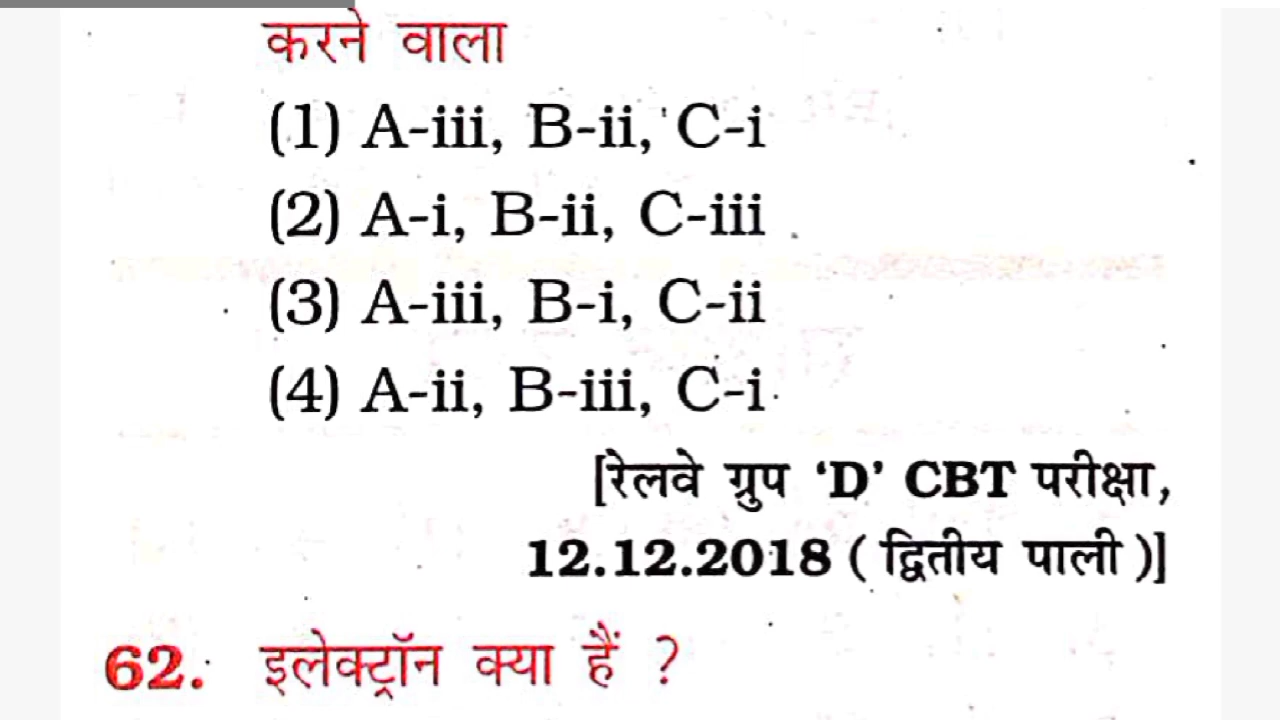 करने वाला
(1) A-iii, B-ii, C-i
(2) A-i, B-ii, C-iii
(3) A-iii, B-i, C-ii
(4) A-ii, B-iii, C-i
[रेलवे ग्रुप ‘D’ CBT परीक्षा,
12.12.2018 ( द्वितीय पाली )]
62. इलेक्ट्रॉन क्या हैं ?